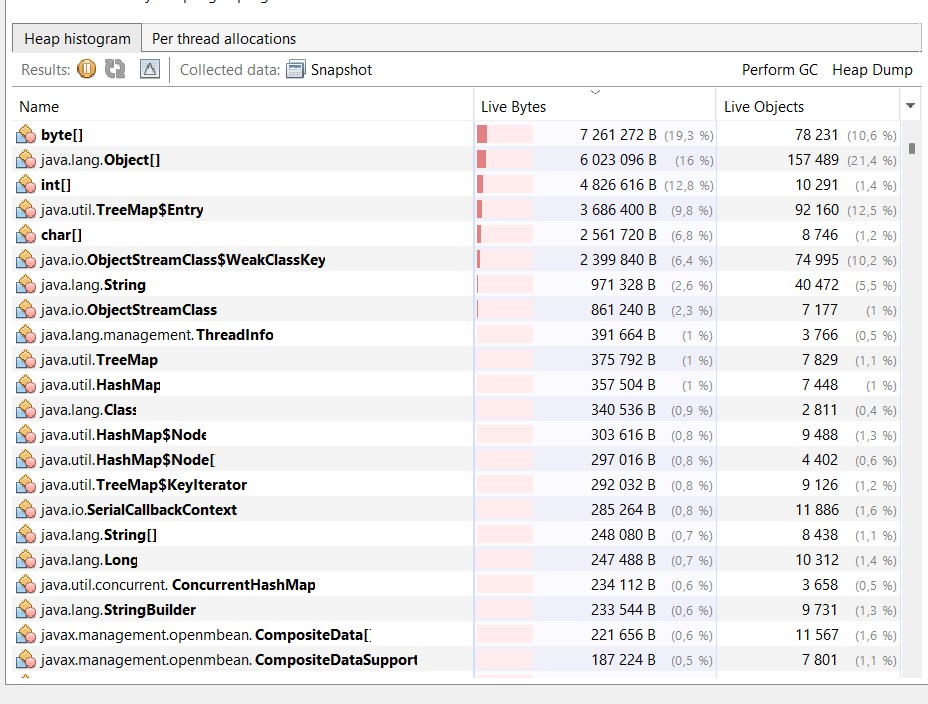 Heap histogram Per thread allocations
Results: Collected data: Snapshot Perform GC Heap Dump
Name Live Bytes Live Objects
byte[] 7 261 272 B (19,3 %) 78 231 (10,6 %)
java.lang.Object[] 6 023 096 B (16 %) 157 489 (21,4 %)
int[] 4 826 616 B (12,8 %) 10 291 (1,4 %)
java.util.TreeMap$Entry 3 686 400 B (9,8 %) 92 160 (12,5 %)
char[] 2 561 720 B (6,8 %) 8 746 (1,2 %)
java.io.ObjectStreamClass$WeakClassKey 2 399 840 B (6,4 %) 74 995 (10,2 %)
java.lang.String 971 328 B (2,6 %) 40 472 (5,5 %)
java.io.ObjectStreamClass 861 240 B (2,3 %) 7 177 (1 %)
java.lang.management.ThreadInfo 391 664 B (1 %) 3 766 (0,5 %)
java.util.TreeMap 375 792 B (1 %) 7 829 (1,1 %)
java.util.HashMap 357 504 B (1 %) 7 448 (1 %)
java.lang.Class 340 536 B (0,9 %) 2 811 (0,4 %)
java.util.HashMap$Node 303 616 B (0,8 %) 9 488 (1,3 %)
java.util.HashMap$Node[ 297 016 B (0,8 %) 4 402 (0,6 %)
java.util.TreeMap$KeyIterator 292 032 B (0,8 %) 9 126 (1,2 %)
java.io.SerialCallbackContext 285 264 B (0,8 %) 11 886 (1,6 %)
java.lang.String[] 248 080 B (0,7 %) 8 438 (1,1 %)
java.lang.Long 247 488 B (0,7 %) 10 312 (1,4 %)
java.util.concurrent.ConcurrentHashMap 234 112 B (0,6 %) 3 658 (0,5 %)
java.lang.StringBuilder 233 544 B (0,6 %) 9 731 (1,3 %)
javax.management.openmbean.CompositeData[] 221 656 B (0,6 %) 11 567 (1,6 %)
javax.management.openmbean.CompositeDataSupport 187 224 B (0,5 %) 7 801 (1,1 %)